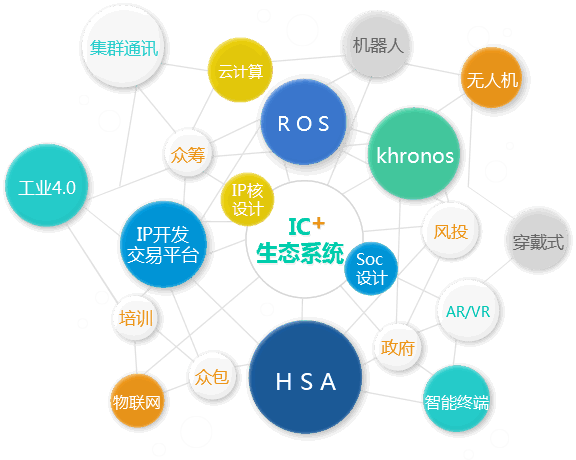 集群通讯
云计算
机器人
无人机
ROS
khronos
众筹
工业4.0
IP核
设计
IP开发
交易平台
IC+
生态系统
风投
穿戴式
Soc
设计
培训
AR/VR
政府
众包
HSA
物联网
智能终端